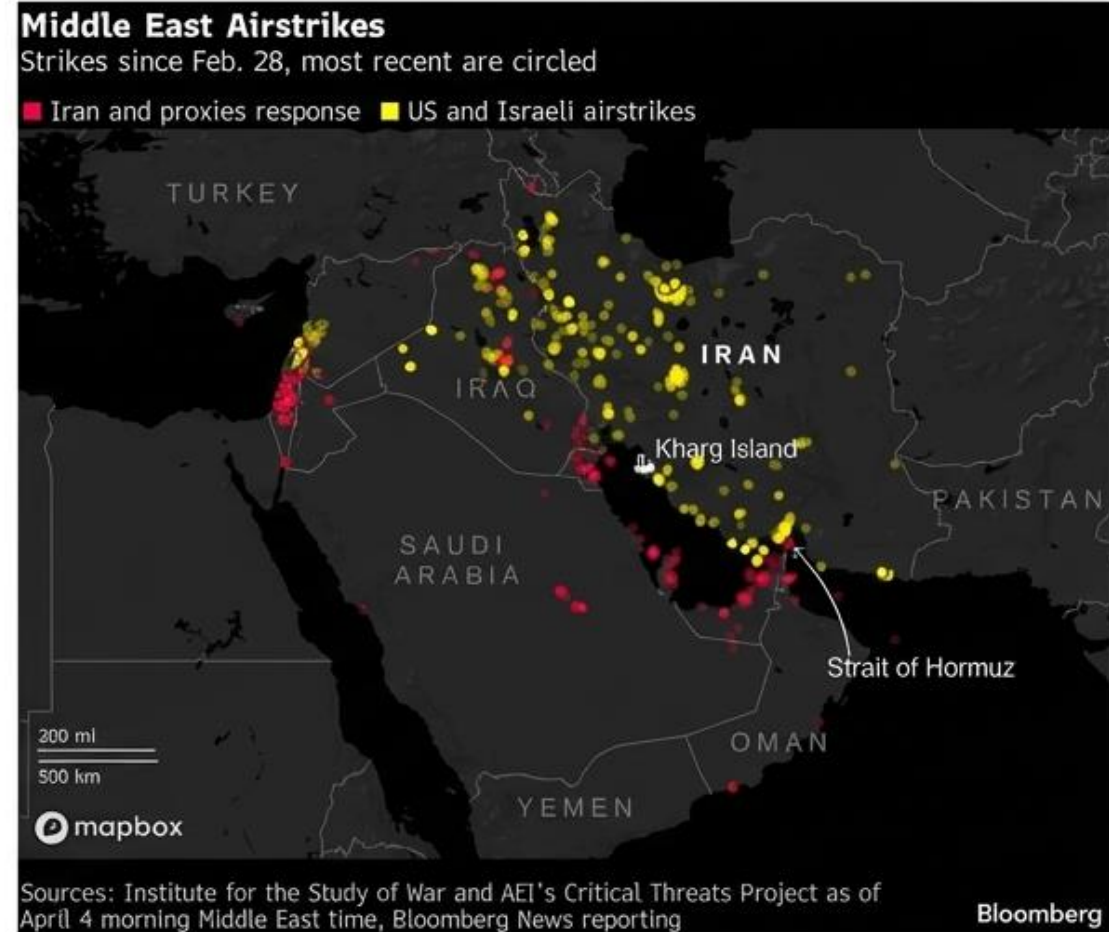 Middle East Airstrikes
Strikes since Feb. 28, most recent are circled
Iran and proxies response
US and Israeli airstrikes
TURKEY
IRAN
IRAQ
Kharg Island
PAKISTAN
SAUDI
ARABIA
Strait of Hormuz
OMAN
YEMEN
200 mi
500 km
mapbox
Sources: Institute for the Study of War and AEI's Critical Threats Project as of
April 4 morning Middle East time, Bloomberg News reporting
Bloomberg